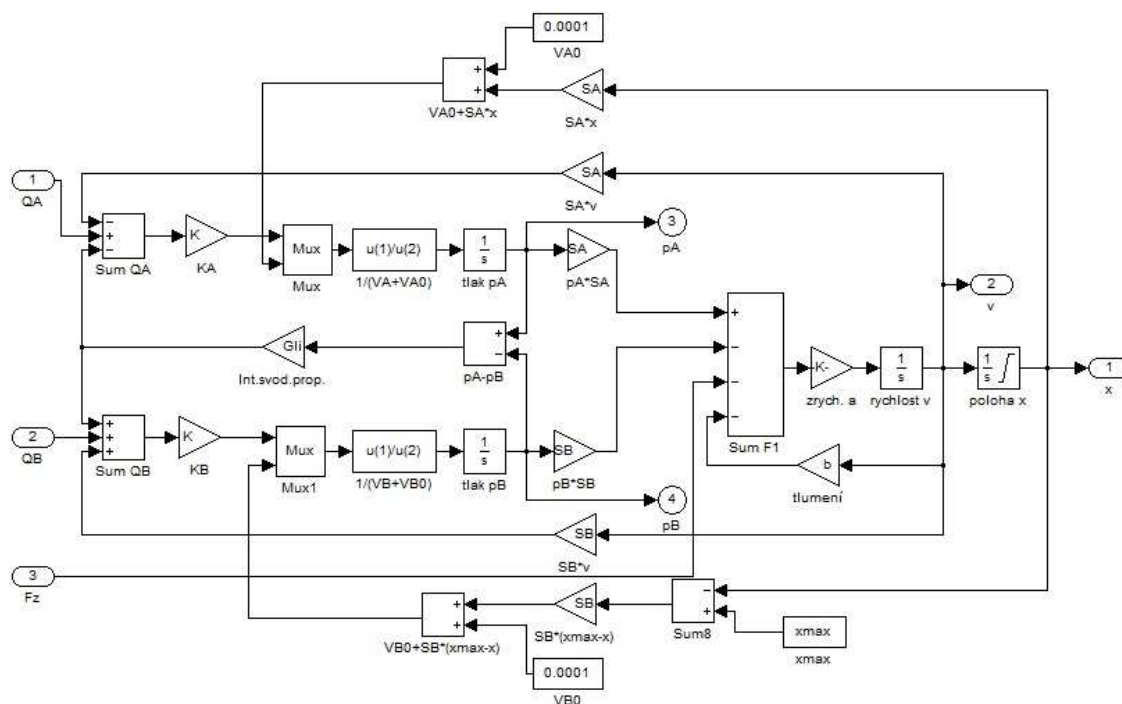 0.0001
VA0
+
+
VA0+SA*x
SA
SA*x
1
QA
SA
SA*v
−
+
−
Sum QA
K
KA
Mux
Mux
u(1)/u(2)
1/(VA+VA0)
1
s
tlak pA
3
pA
SA
pA*SA
2
v
+
−
−
−
Sum F1
Gli
Int.svod.prop.
+
−
pA-pB
K-
zrych. a
1
s
rychlost v
1
s
poloha x
1
x
2
QB
+
+
+
Sum QB
K
KB
Mux
Mux1
u(1)/u(2)
1/(VB+VB0)
1
s
tlak pB
SB
pB*SB
b
tlumení
4
pB
SB
SB*v
3
Fz
+
+
VB0+SB*(xmax-x)
SB
SB*(xmax-x)
−
+
Sum8
xmax
xmax
0.0001
VB0